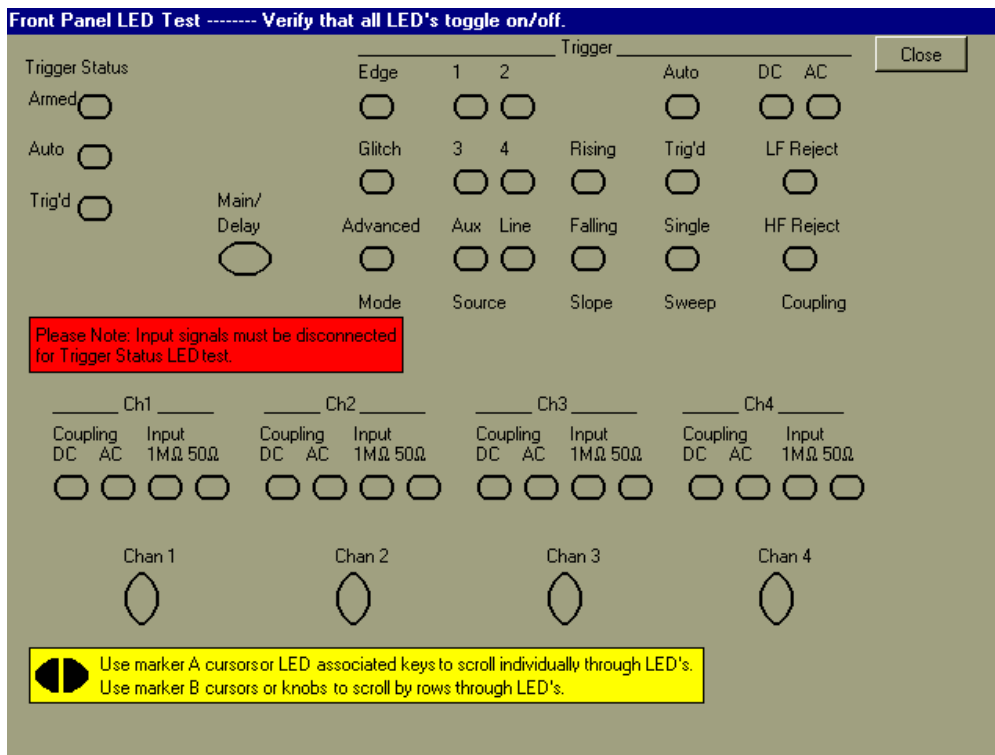 Front Panel LED Test -------- Verify that all LED's toggle on/off.
Close
Trigger Status
Armed
Auto
Trig'd
Main/
Delay
Trigger
Edge 1 2 Auto DC AC
Glitch 3 4 Rising Trig'd LF Reject
Advanced Aux Line Falling Single HF Reject
Mode Source Slope Sweep Coupling
Please Note: Input signals must be disconnected
for Trigger Status LED test.
Ch1 Ch2 Ch3 Ch4
Coupling Input Coupling Input Coupling Input Coupling Input
DC AC 1MΩ 50Ω DC AC 1MΩ 50Ω DC AC 1MΩ 50Ω DC AC 1MΩ 50Ω
Chan 1 Chan 2 Chan 3 Chan 4
Use marker A cursors or LED associated keys to scroll individually through LED's.
Use marker B cursors or knobs to scroll by rows through LED's.